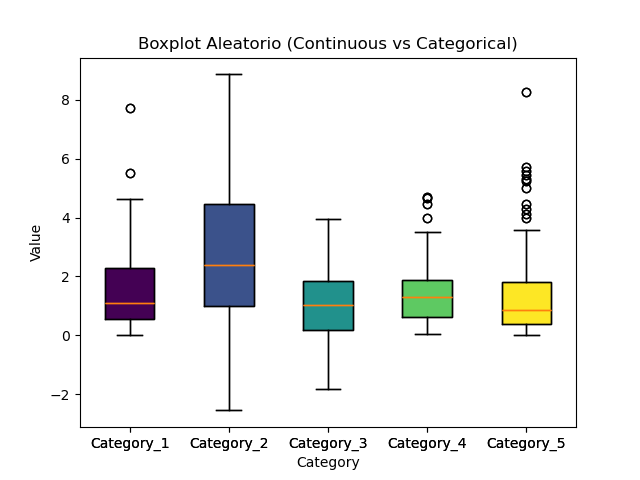 Boxplot Aleatorio (Continuous vs Categorical)
8
6
4
2
0
−2
Value
Category_1 Category_2 Category_3 Category_4 Category_5
Category